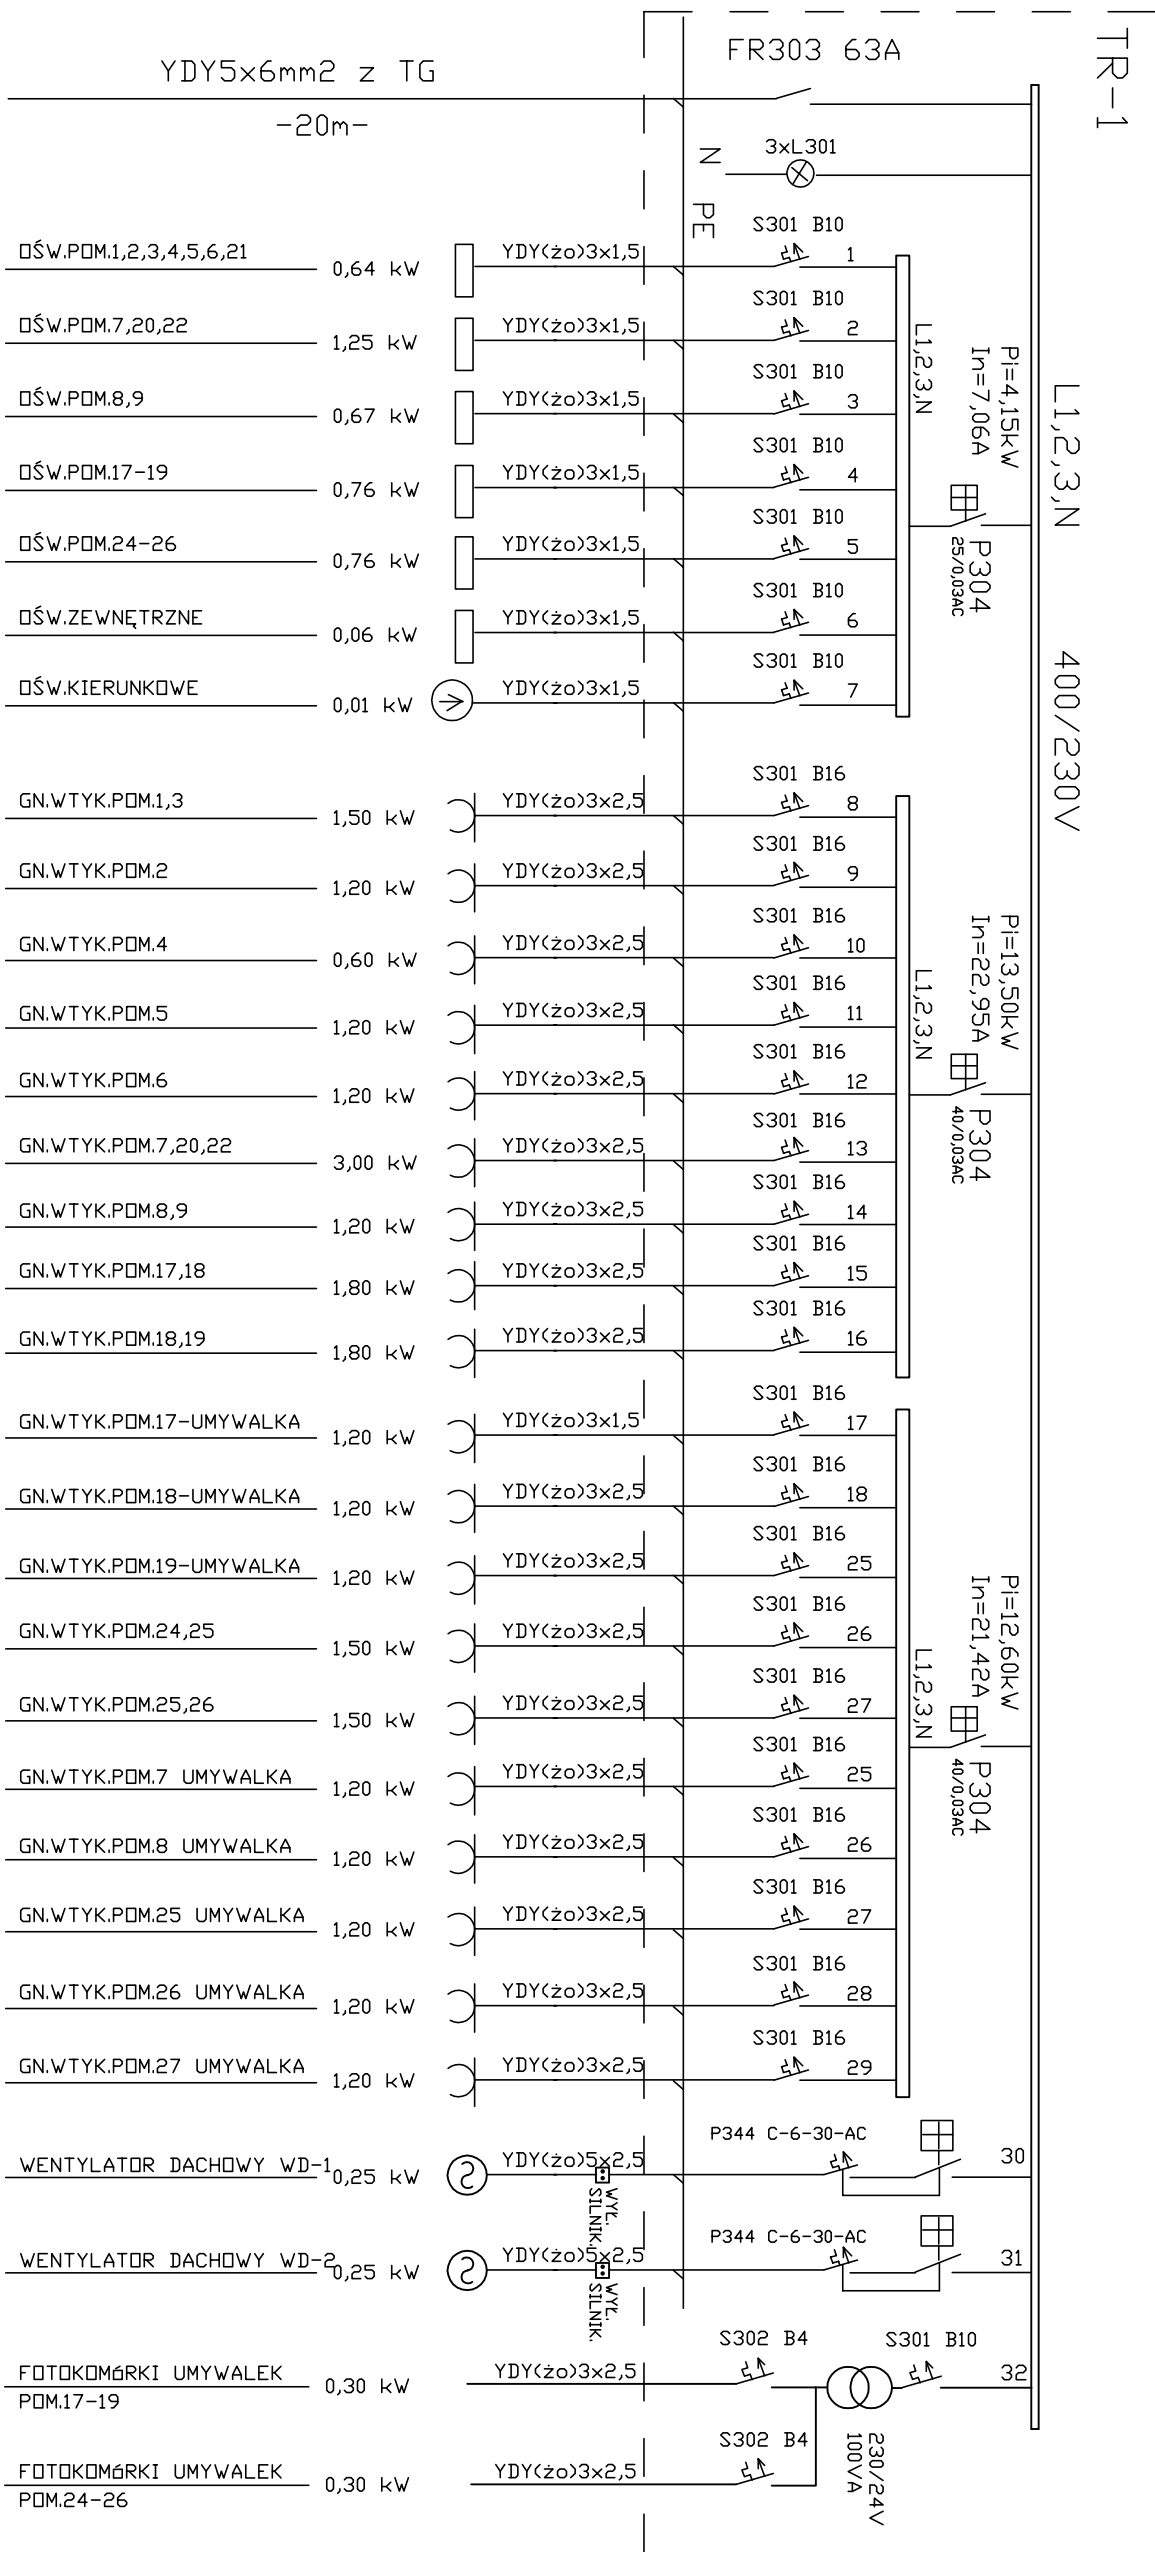 TR-1
FR303 63A
YDY5x6mm2 z TG
-20m-
3xL301
N
PE
L1,2,3,N 400/230V
OŚW.POM.1,2,3,4,5,6,21 0,64 kW YDY(żo)3x1,5 S301 B10 1
OŚW.POM.7,20,22 1,25 kW YDY(żo)3x1,5 S301 B10 2
OŚW.POM.8,9 0,67 kW YDY(żo)3x1,5 S301 B10 3
OŚW.POM.17-19 0,76 kW YDY(żo)3x1,5 S301 B10 4
OŚW.POM.24-26 0,76 kW YDY(żo)3x1,5 S301 B10 5
OŚW.ZEWNĘTRZNE 0,06 kW YDY(żo)3x1,5 S301 B10 6
OŚW.KIERUNKOWE 0,01 kW YDY(żo)3x1,5 S301 B10 7
L1,2,3,N
Pi=4,15kW
In=7,06A
P304
25/0,03AC
GN.WTYK.POM.1,3 1,50 kW YDY(żo)3x2,5 S301 B16 8
GN.WTYK.POM.2 1,20 kW YDY(żo)3x2,5 S301 B16 9
GN.WTYK.POM.4 0,60 kW YDY(żo)3x2,5 S301 B16 10
GN.WTYK.POM.5 1,20 kW YDY(żo)3x2,5 S301 B16 11
GN.WTYK.POM.6 1,20 kW YDY(żo)3x2,5 S301 B16 12
GN.WTYK.POM.7,20,22 3,00 kW YDY(żo)3x2,5 S301 B16 13
GN.WTYK.POM.8,9 1,20 kW YDY(żo)3x2,5 S301 B16 14
GN.WTYK.POM.17,18 1,80 kW YDY(żo)3x2,5 S301 B16 15
GN.WTYK.POM.18,19 1,80 kW YDY(żo)3x2,5 S301 B16 16
L1,2,3,N
Pi=13,50kW
In=22,95A
P304
40/0,03AC
GN.WTYK.POM.17-UMYWALKA 1,20 kW YDY(żo)3x1,5 S301 B16 17
GN.WTYK.POM.18-UMYWALKA 1,20 kW YDY(żo)3x2,5 S301 B16 18
GN.WTYK.POM.19-UMYWALKA 1,20 kW YDY(żo)3x2,5 S301 B16 25
GN.WTYK.POM.24,25 1,50 kW YDY(żo)3x2,5 S301 B16 26
GN.WTYK.POM.25,26 1,50 kW YDY(żo)3x2,5 S301 B16 27
GN.WTYK.POM.7 UMYWALKA 1,20 kW YDY(żo)3x2,5 S301 B16 25
GN.WTYK.POM.8 UMYWALKA 1,20 kW YDY(żo)3x2,5 S301 B16 26
GN.WTYK.POM.25 UMYWALKA 1,20 kW YDY(żo)3x2,5 S301 B16 27
GN.WTYK.POM.26 UMYWALKA 1,20 kW YDY(żo)3x2,5 S301 B16 28
GN.WTYK.POM.27 UMYWALKA 1,20 kW YDY(żo)3x2,5 S301 B16 29
L1,2,3,N
Pi=12,60kW
In=21,42A
P304
40/0,03AC
WENTYLATOR DACHOWY WD-1 0,25 kW YDY(żo)5x2,5 P344 C-6-30-AC 30
WYŁ.
SILNIK.
WENTYLATOR DACHOWY WD-2 0,25 kW YDY(żo)5x2,5 P344 C-6-30-AC 31
WYŁ.
SILNIK.
FOTOKOMóRKI UMYWALEK 0,30 kW YDY(żo)3x2,5 S302 B4 S301 B10 32
POM.17-19
230/24V
100VA
FOTOKOMóRKI UMYWALEK 0,30 kW YDY(żo)3x2,5 S302 B4
POM.24-26